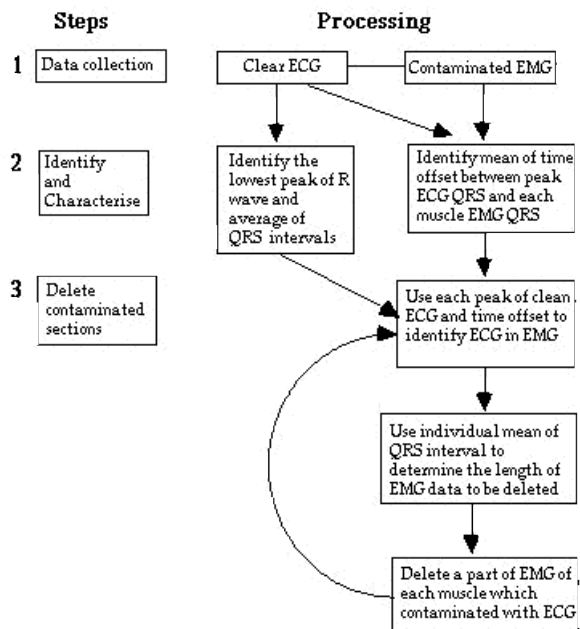 Steps
Processing
1
Data collection
Clear ECG
Contaminated EMG
2
Identify
and
Characterise
Identify the
lowest peak of R
wave and
average of
QRS intervals
Identify mean of time
offset between peak
ECG QRS and each
muscle EMG QRS
3
Delete
contaminated
sections
Use each peak of clean
ECG and time offset to
identify ECG in EMG
Use individual mean of
QRS interval to
determine the length of
EMG data to be deleted
Delete a part of EMG of
each muscle which
contaminated with ECG